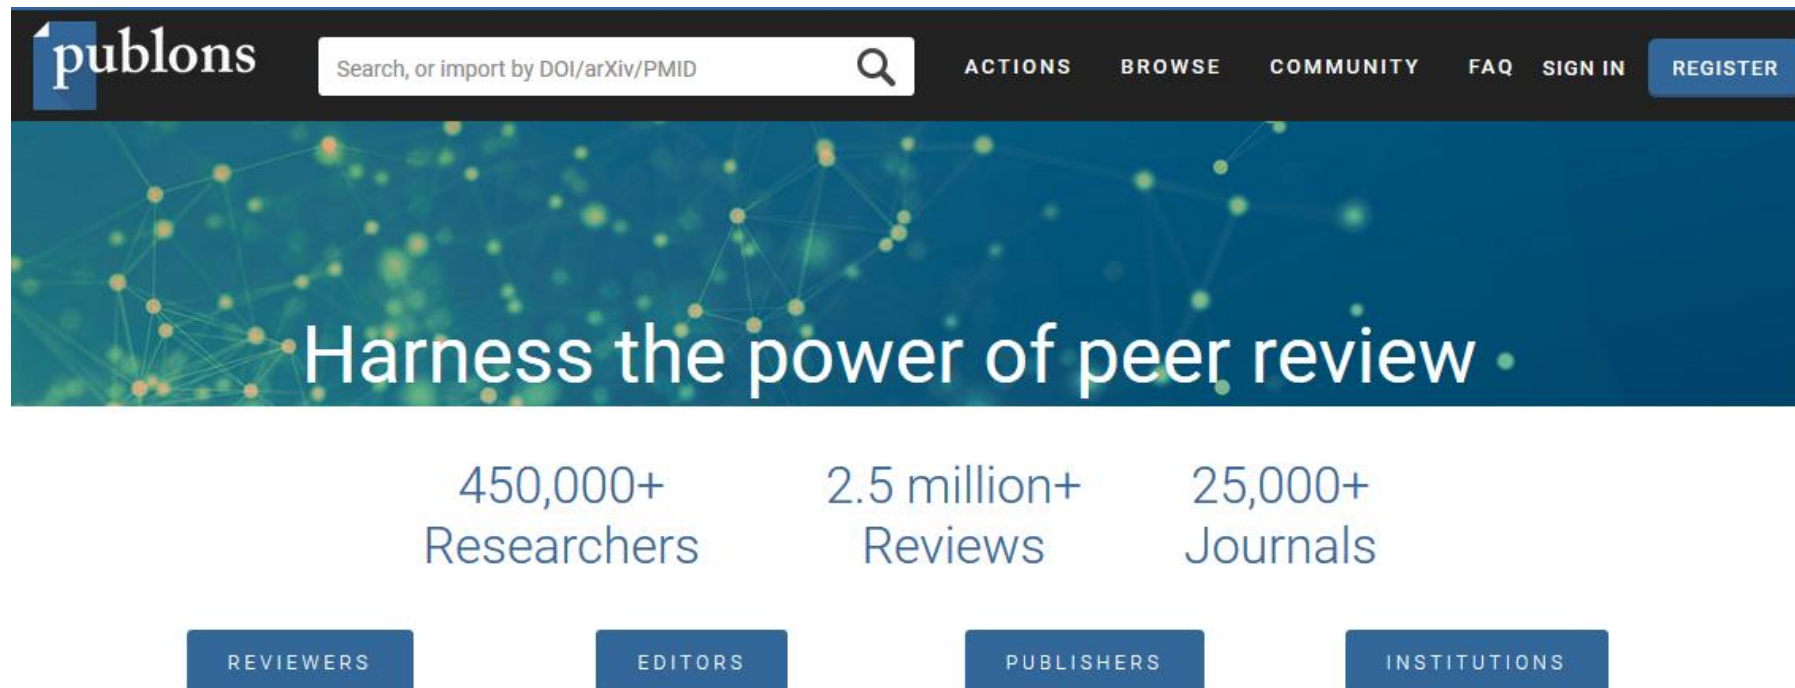 publons
Search, or import by DOI/arXiv/PMID
ACTIONS
BROWSE
COMMUNITY
FAQ
SIGN IN
REGISTER
Harness the power of peer review
450,000+
Researchers
2.5 million+
Reviews
25,000+
Journals
REVIEWERS
EDITORS
PUBLISHERS
INSTITUTIONS